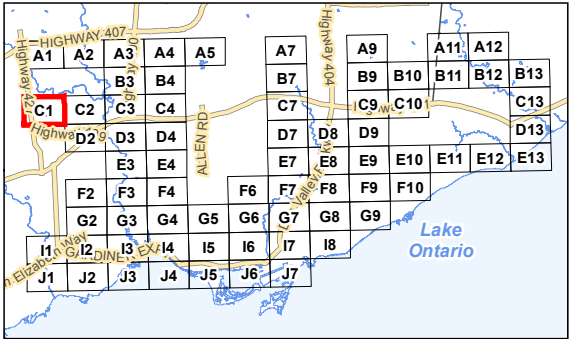 HIGHWAY 407
A1 A2 A3 A4 A5 A7 A9 A11 A12
B3 B4 B7 B9 B10 B11 B12 B13
C1 C2 C3 C4 C7 C9 C10 C13
D2 D3 D4 D7 D8 D9 D13
E3 E4 E7 E8 E9 E10 E11 E12 E13
F2 F3 F4 F6 F7 F8 F9 F10
G2 G3 G4 G5 G6 G7 G8 G9
I1 I2 I3 I4 I5 I6 I7 I8
J1 J2 J3 J4 J5 J6 J7
Highway 404
ALLEN RD
Lake
Ontario